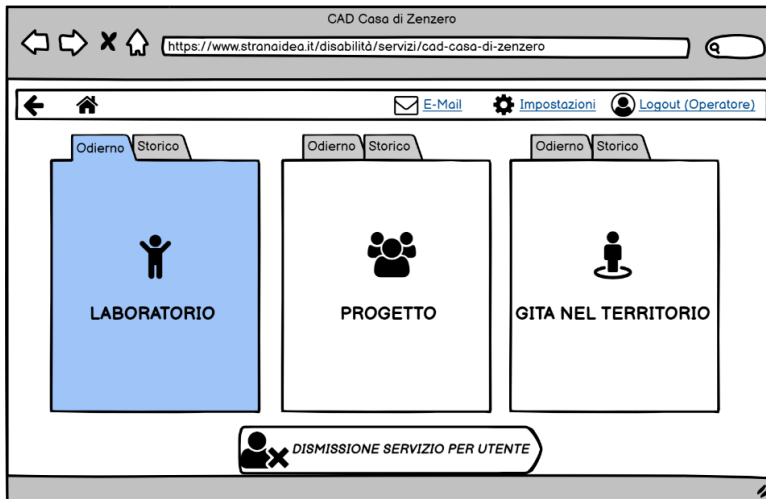 CAD Casa di Zenzero
https://www.stranaidea.it/disabilità/servizi/cad-casa-di-zenzero
E-Mail
Impostazioni
Logout (Operatore)
Odierno
Storico
Odierno
Storico
Odierno
Storico
LABORATORIO
PROGETTO
GITA NEL TERRITORIO
DISMISSIONE SERVIZIO PER UTENTE